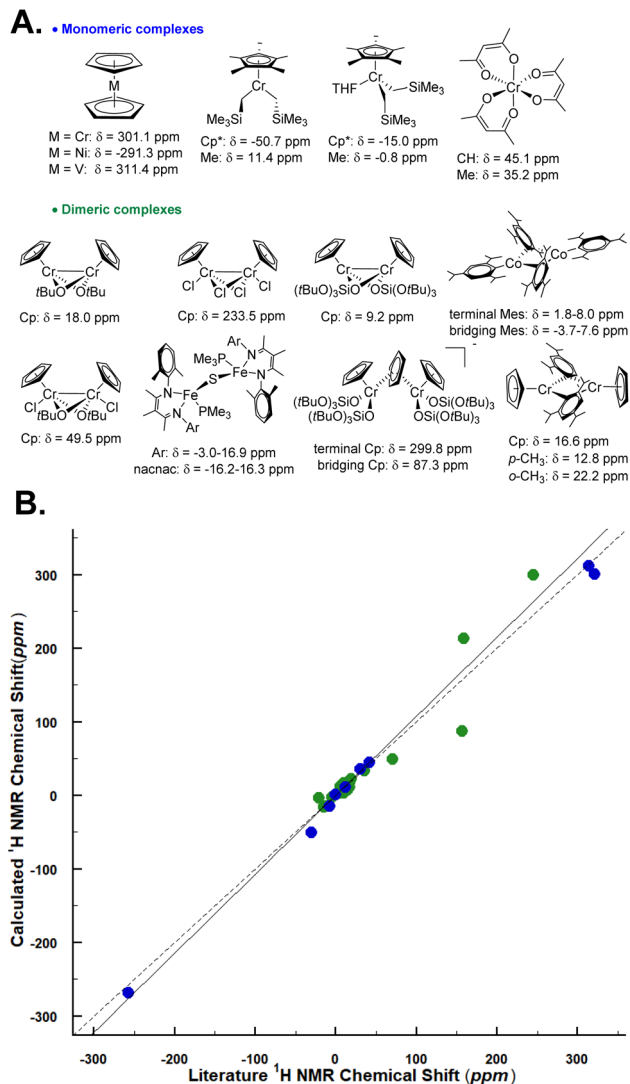 A.
• Monomeric complexes
M
M = Cr: δ = 301.1 ppm
M = Ni: δ = -291.3 ppm
M = V: δ = 311.4 ppm
Cr
Me3Si
SiMe3
Cp*: δ = -50.7 ppm
Me: δ = 11.4 ppm
Cr
THF
SiMe3
SiMe3
Cp*: δ = -15.0 ppm
Me: δ = -0.8 ppm
O
O
O
Cr
O
O
O
CH: δ = 45.1 ppm
Me: δ = 35.2 ppm
• Dimeric complexes
Cr Cr
tBuO OtBu
Cp: δ = 18.0 ppm
Cr Cr
Cl Cl Cl Cl
Cp: δ = 233.5 ppm
Cr Cr
(tBuO)3SiO OSi(OtBu)3
Cp: δ = 9.2 ppm
Co Co
terminal Mes: δ = 1.8-8.0 ppm
bridging Mes: δ = -3.7-7.6 ppm
Cr Cr
Cl Cl
tBuO OtBu
Cp: δ = 49.5 ppm
Ar
N
Me3P
Fe
S
N
N
Fe
N
PMe3
Ar
Ar: δ = -3.0-16.9 ppm
nacnac: δ = -16.2-16.3 ppm
-
Cr Cr
(tBuO)3SiO OSi(OtBu)3
(tBuO)3SiO OSi(OtBu)3
terminal Cp: δ = 299.8 ppm
bridging Cp: δ = 87.3 ppm
Cr Cr
Cp: δ = 16.6 ppm
p-CH3: δ = 12.8 ppm
o-CH3: δ = 22.2 ppm
B.
Calculated 1H NMR Chemical Shift(ppm)
300
200
100
0
-100
-200
-300
-300 -200 -100 0 100 200 300
Literature 1H NMR Chemical Shift (ppm)